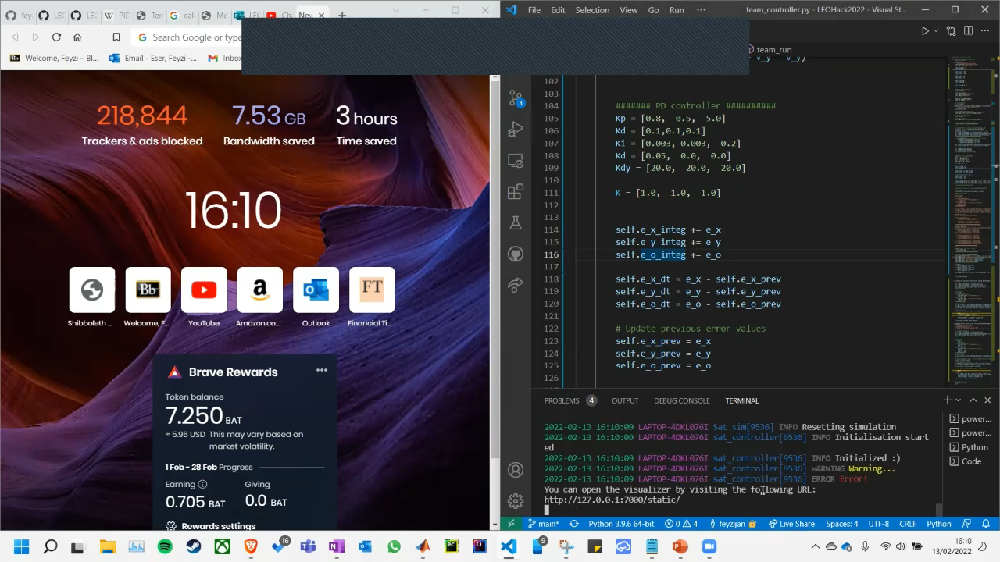 LEC
LEC
PID
Ter
cal
Me
LEC
Ch
Nev
Search Google or type
Welcome, Feyzi – Bl...
Email - Eser, Feyzi -...
Inbox
218,844
7.53 GB
3 hours
Trackers & ads blocked
Bandwidth saved
Time saved
16:10
Shibboleth ...
Welcome, F...
YouTube
Amazon.co...
Outlook
Financial Ti...
Brave Rewards
Token balance
7.250 BAT
≈ 5.96 USD This may vary based on
market volatility.
1 Feb - 28 Feb Progress
Earning
Giving
0.705 BAT
0.0 BAT
Rewards settings
File Edit Selection View Go Run ···
team_controller.py - LEOHack2022 - Visual St...
team_run
102
103
104 ####### PD controller ##########
105 Kp = [0.8, 0.5, 5.0]
106 Kd = [0.1,0.1,0.1]
107 Ki = [0.003, 0.003, 0.2]
108 Kd = [0.05, 0.0, 0.0]
109 Kdy = [20.0, 20.0, 20.0]
110
111 K = [1.0, 1.0, 1.0]
112
113
114 self.e_x_integ += e_x
115 self.e_y_integ += e_y
116 self.e_o_integ += e_o
117
118 self.e_x_dt = e_x - self.e_x_prev
119 self.e_y_dt = e_y - self.e_y_prev
120 self.e_o_dt = e_o - self.e_o_prev
121
122 # Update previous error values
123 self.e_x_prev = e_x
124 self.e_y_prev = e_y
125 self.e_o_prev = e_o
126
PROBLEMS 4 OUTPUT DEBUG CONSOLE TERMINAL
2022-02-13 16:10:09 LAPTOP-4DKL076I Sat sim[9536] INFO Resetting simulation
2022-02-13 16:10:09 LAPTOP-4DKL076I sat_controller[9536] INFO Initialisation start
ed
2022-02-13 16:10:09 LAPTOP-4DKL076I sat_controller[9536] INFO Initialized :)
2022-02-13 16:10:09 LAPTOP-4DKL076I sat_controller[9536] WARNING Warning...
2022-02-13 16:10:09 LAPTOP-4DKL076I sat_controller[9536] ERROR Error!
You can open the visualizer by visiting the following URL:
http://127.0.0.1:7000/static/
power...
power...
Python
Code
main* Python 3.9.6 64-bit 0 4 feyzijan Live Share Spaces: 4 UTF-8 CRLF Python
16:10
13/02/2022